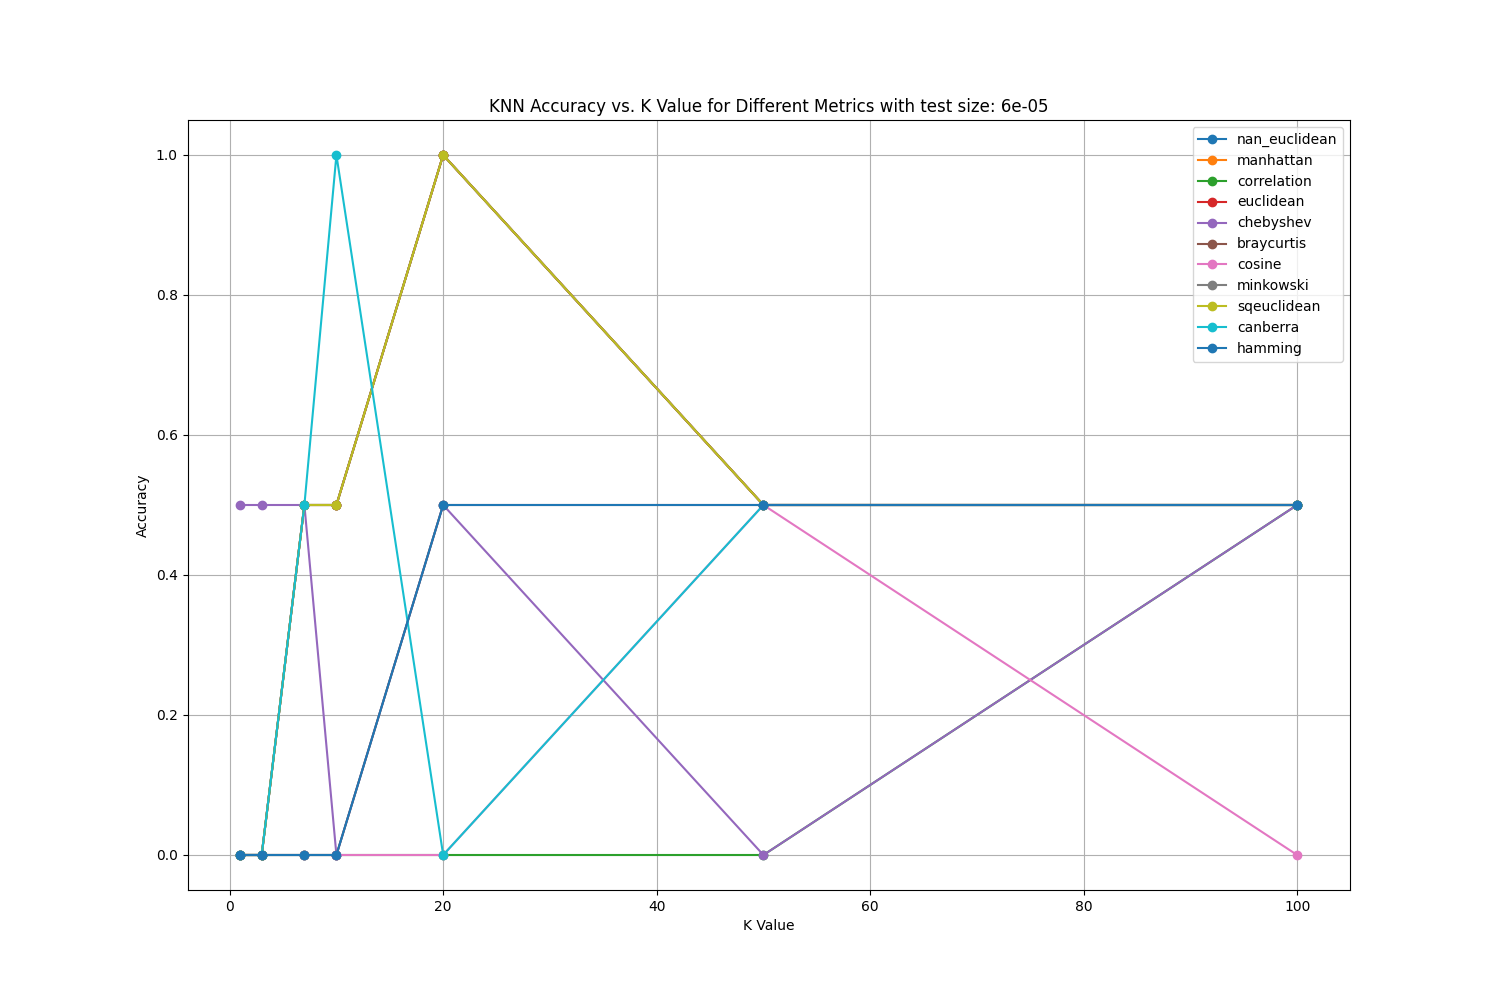 KNN Accuracy vs. K Value for Different Metrics with test size: 6e-05
nan_euclidean
manhattan
correlation
euclidean
chebyshev
braycurtis
cosine
minkowski
sqeuclidean
canberra
hamming
Accuracy
1.0
0.8
0.6
0.4
0.2
0.0
0 20 40 60 80 100
K Value